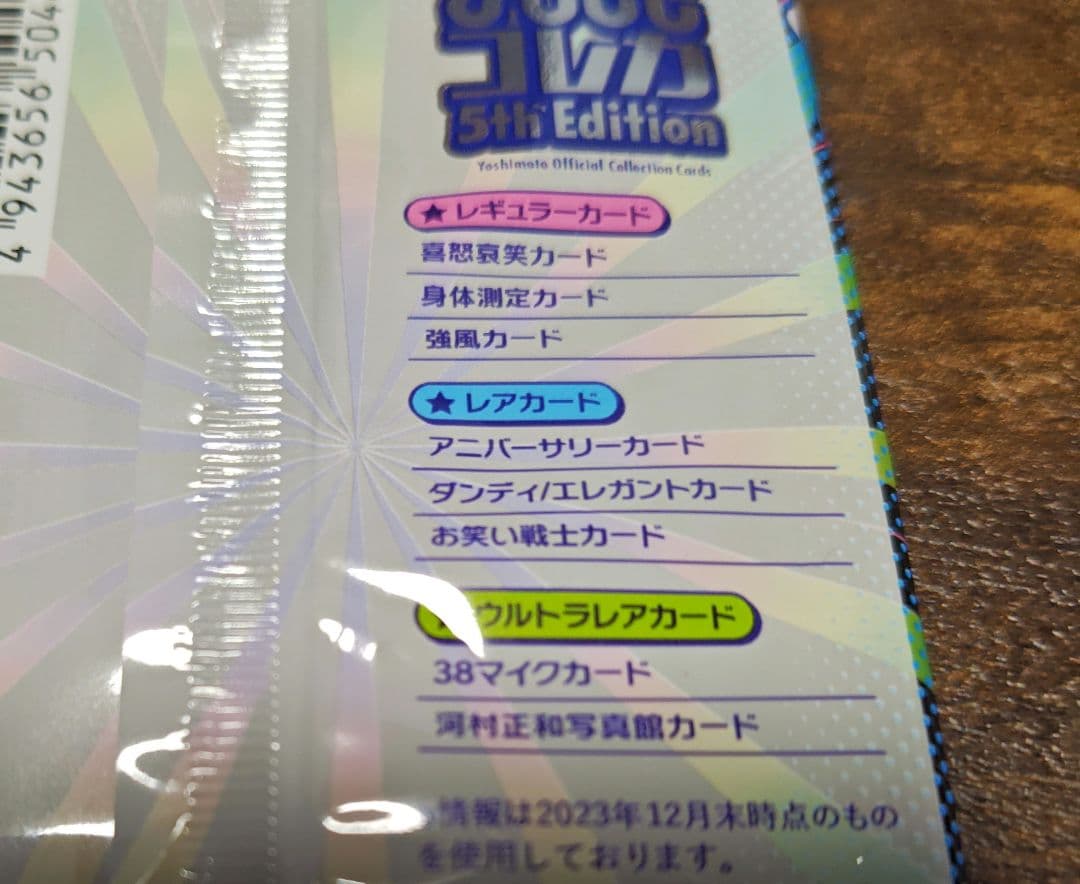 コレカ
5th Edition
Yoshimoto Official Collection Cards
★レギュラーカード
喜怒哀笑カード
身体測定カード
強風カード
★レアカード
アニバーサリーカード
ダンディ/エレガントカード
お笑い戦士カード
ウルトラレアカード
38マイクカード
河村正和写真館カード
情報は2023年12月末時点のもの
を使用しております。
4 943656 504